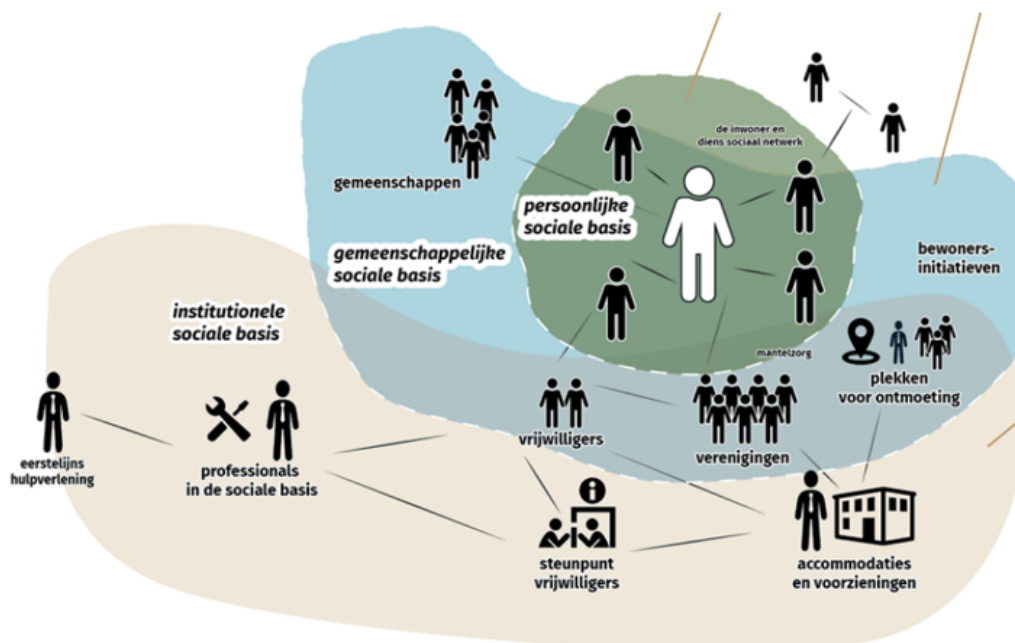 de inwoner en
diens sociaal netwerk
gemeenschappen
persoonlijke
sociale basis
gemeenschappelijke
sociale basis
bewoners-
initiatieven
institutionele
sociale basis
mantelzorg
plekken
voor ontmoeting
vrijwilligers
verenigingen
eerstelijns
hulpverlening
professionals
in de sociale basis
steunpunt
vrijwilligers
accommodaties
en voorzieningen